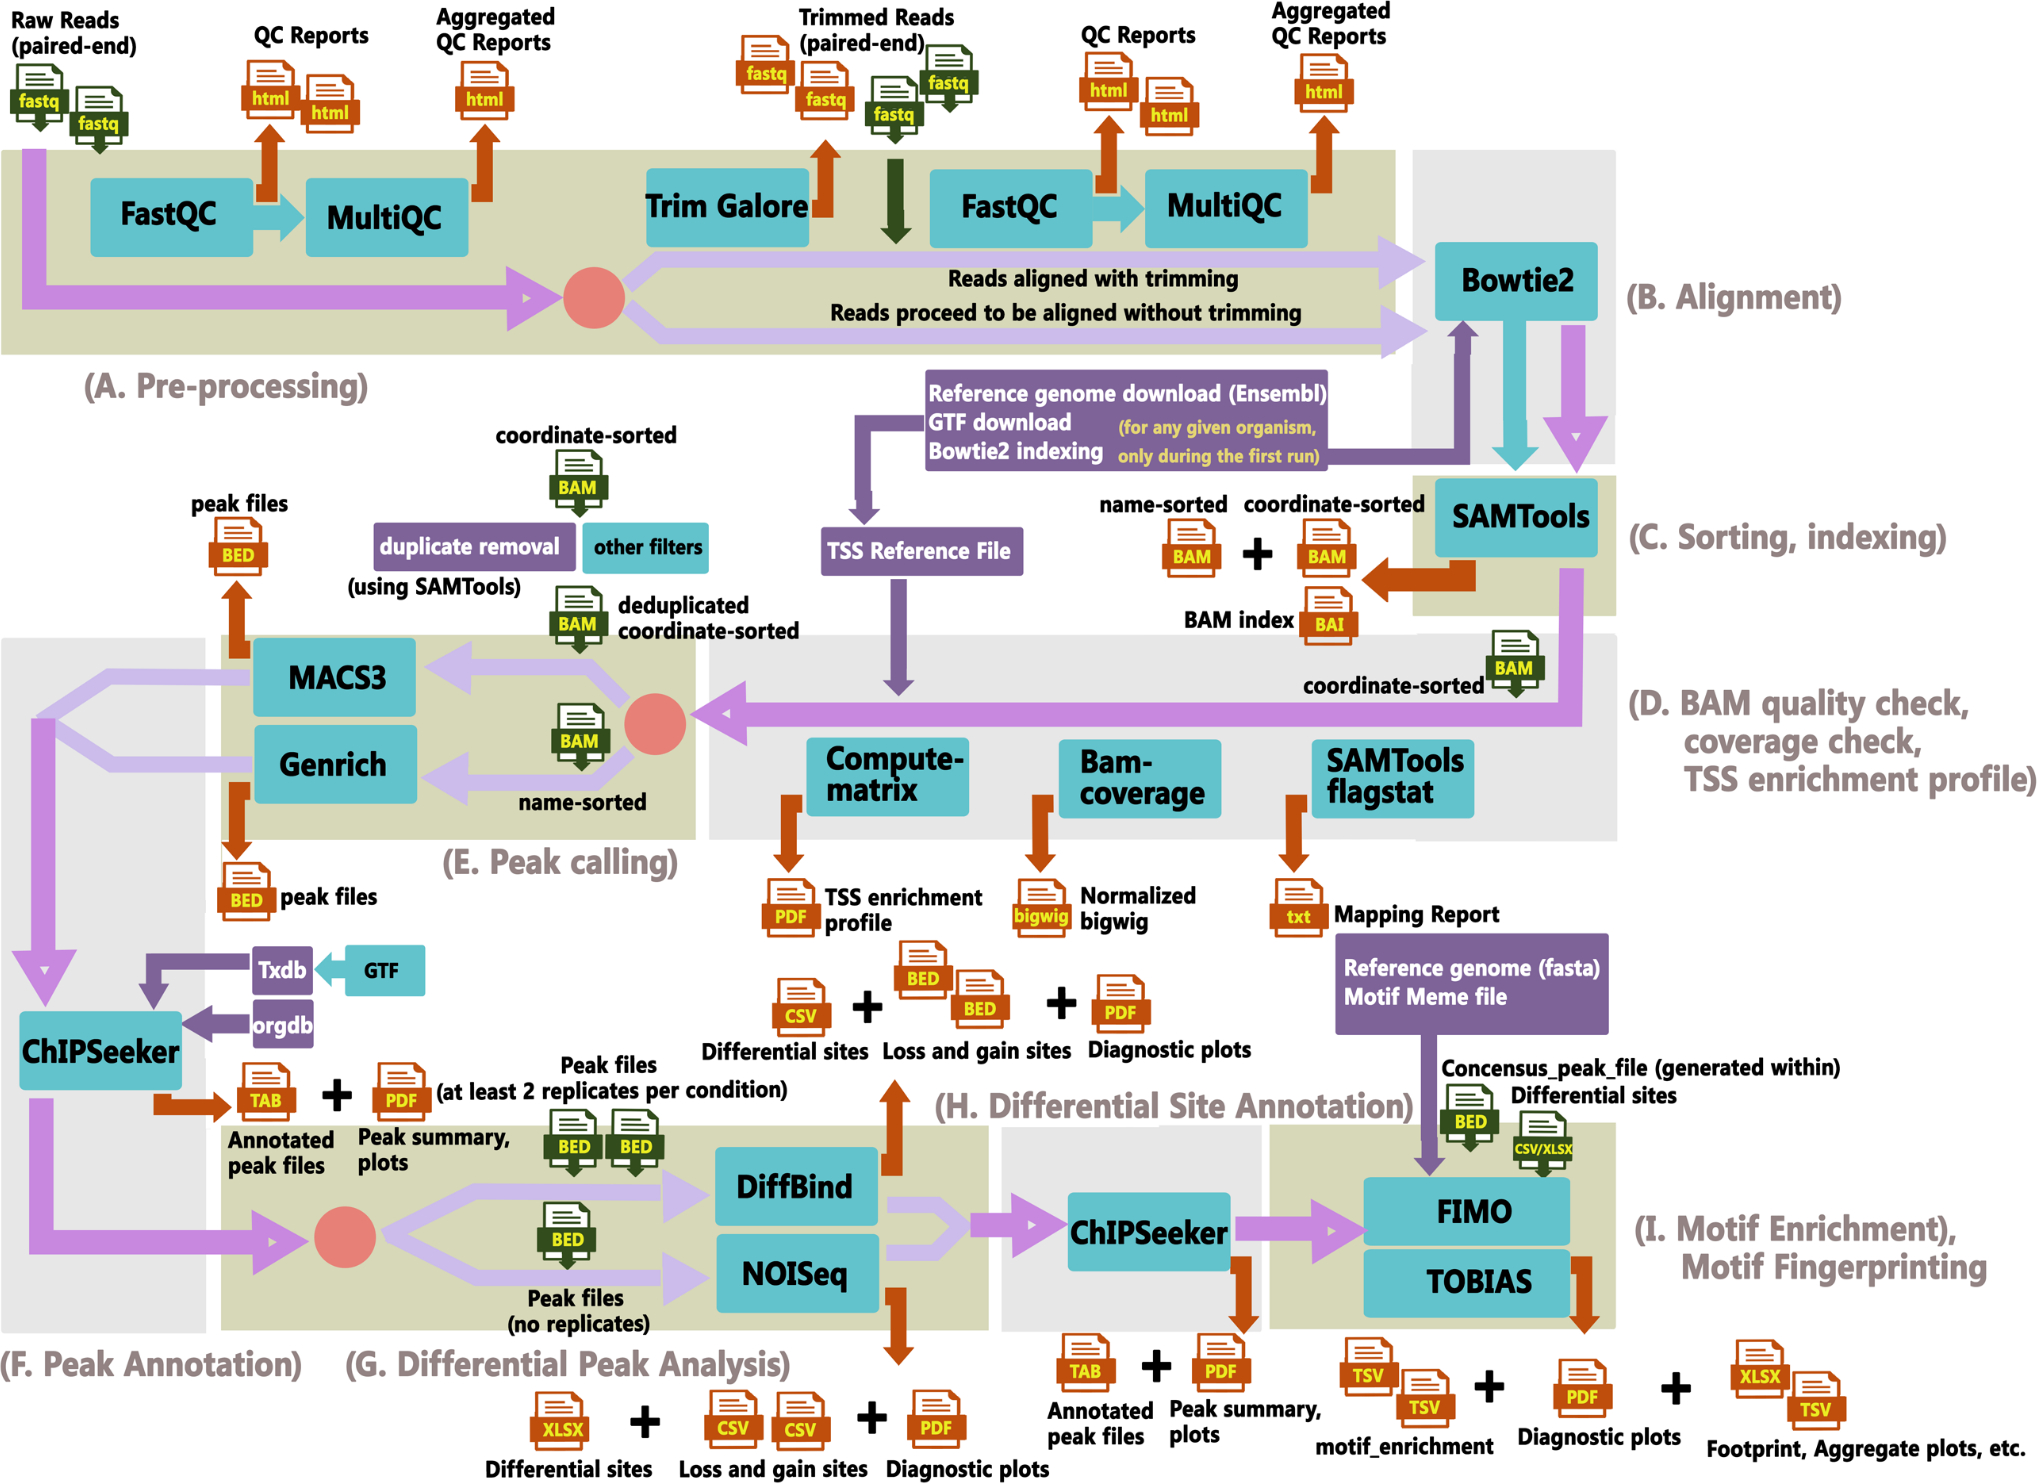 Raw Reads
(paired-end)
fastq
fastq
QC Reports
html
html
Aggregated
QC Reports
html
Trimmed Reads
(paired-end)
fastq
fastq
fastq
fastq
QC Reports
html
html
Aggregated
QC Reports
html
FastQC
MultiQC
Trim Galore
FastQC
MultiQC
Reads aligned with trimming
Reads proceed to be aligned without trimming
Bowtie2
(B. Alignment)
(A. Pre-processing)
Reference genome download (Ensembl)
GTF download
(for any given organism,
Bowtie2 indexing
only during the first run)
coordinate-sorted
BAM
peak files
BED
duplicate removal
other filters
(using SAMTools)
BAM
deduplicated
coordinate-sorted
TSS Reference File
name-sorted
BAM
+
coordinate-sorted
BAM
BAM index
BAI
SAMTools
(C. Sorting, indexing)
BAM
coordinate-sorted
(D. BAM quality check,
coverage check,
TSS enrichment profile)
MACS3
Genrich
BAM
name-sorted
(E. Peak calling)
BED
peak files
Compute-
matrix
Bam-
coverage
SAMTools
flagstat
PDF
TSS enrichment
profile
bigwig
Normalized
bigwig
txt
Mapping Report
Txdb
GTF
orgdb
ChIPSeeker
TAB
+
PDF
Annotated
peak files
Peak summary,
plots
CSV
+
BED
BED
+
PDF
Differential sites
Loss and gain sites
Diagnostic plots
Reference genome (fasta)
Motif Meme file
Peak files
(at least 2 replicates per condition)
BED
BED
BED
Peak files
(no replicates)
DiffBind
NOISeq
(H. Differential Site Annotation)
Concensus_peak_file (generated within)
Differential sites
BED
CSV/XLSX
ChIPSeeker
FIMO
TOBIAS
(I. Motif Enrichment),
Motif Fingerprinting
(F. Peak Annotation)
(G. Differential Peak Analysis)
XLSX
+
CSV
CSV
+
PDF
Differential sites
Loss and gain sites
Diagnostic plots
TAB
+
PDF
Annotated
peak files
Peak summary,
plots
TSV
TSV
+
PDF
+
XLSX
TSV
motif_enrichment
Diagnostic plots
Footprint, Aggregate plots, etc.